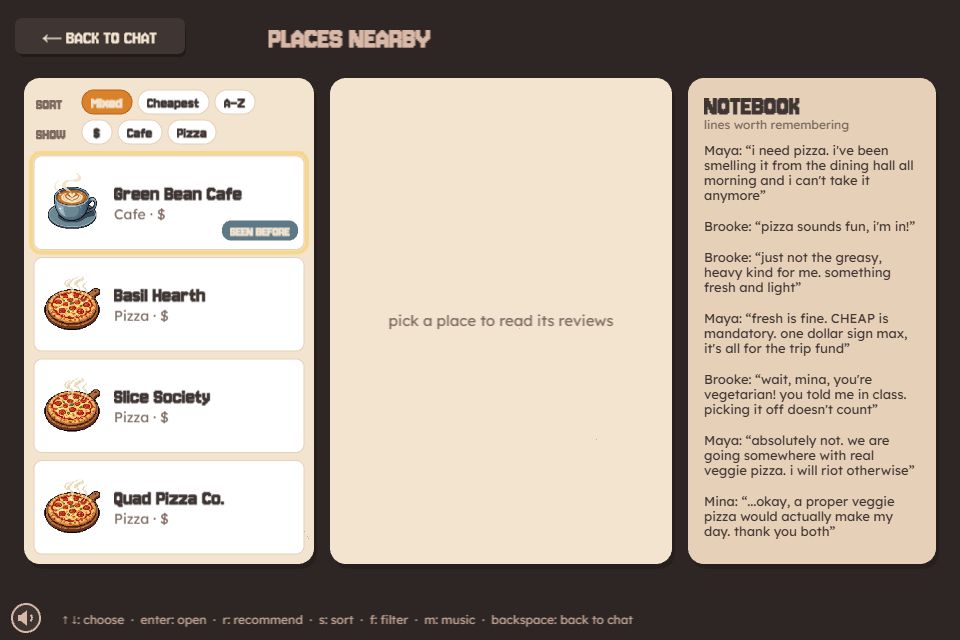 ← BACK TO CHAT
PLACES NEARBY
SORT
Mixed
Cheapest
A-Z
SHOW
$
Cafe
Pizza
Green Bean Cafe
Cafe · $
BEEN BEFORE
Basil Hearth
Pizza · $
Slice Society
Pizza · $
Quad Pizza Co.
Pizza · $
pick a place to read its reviews
NOTEBOOK
lines worth remembering
Maya: “i need pizza. i've been
smelling it from the dining hall all
morning and i can't take it
anymore”
Brooke: “pizza sounds fun, i'm in!”
Brooke: “just not the greasy,
heavy kind for me. something
fresh and light”
Maya: “fresh is fine. CHEAP is
mandatory. one dollar sign max,
it's all for the trip fund”
Brooke: “wait, mina, you're
vegetarian! you told me in class.
picking it off doesn't count”
Maya: “absolutely not. we are
going somewhere with real
veggie pizza. i will riot otherwise”
Mina: “...okay, a proper veggie
pizza would actually make my
day. thank you both”
↑ ↓: choose · enter: open · r: recommend · s: sort · f: filter · m: music · backspace: back to chat